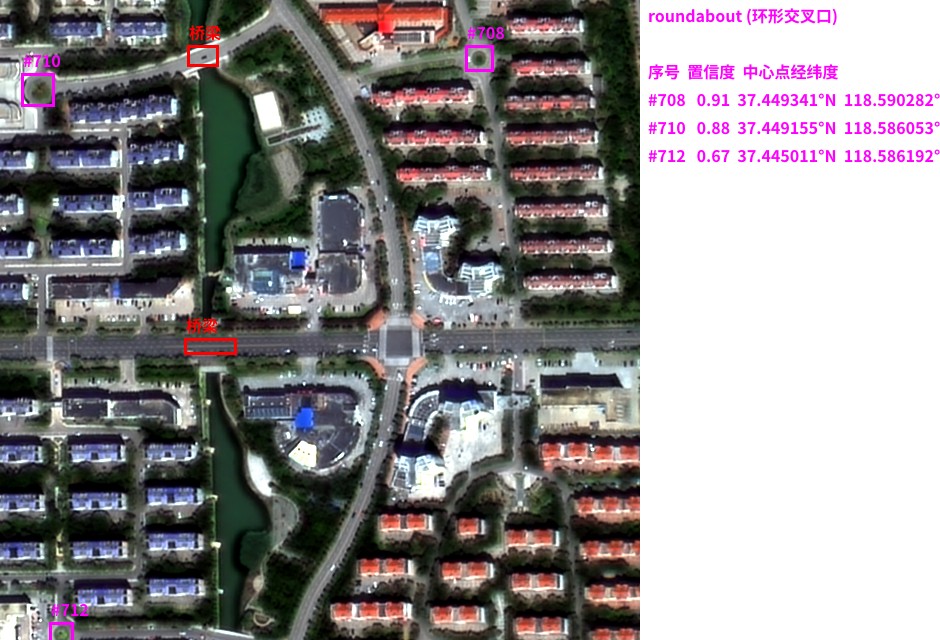 roundabout (环形交叉口)
序号 置信度 中心点经纬度
#708 0.91 37.449341°N 118.590282°
#710 0.88 37.449155°N 118.586053°
#712 0.67 37.445011°N 118.586192°
桥梁
#708
#710
桥梁
#712